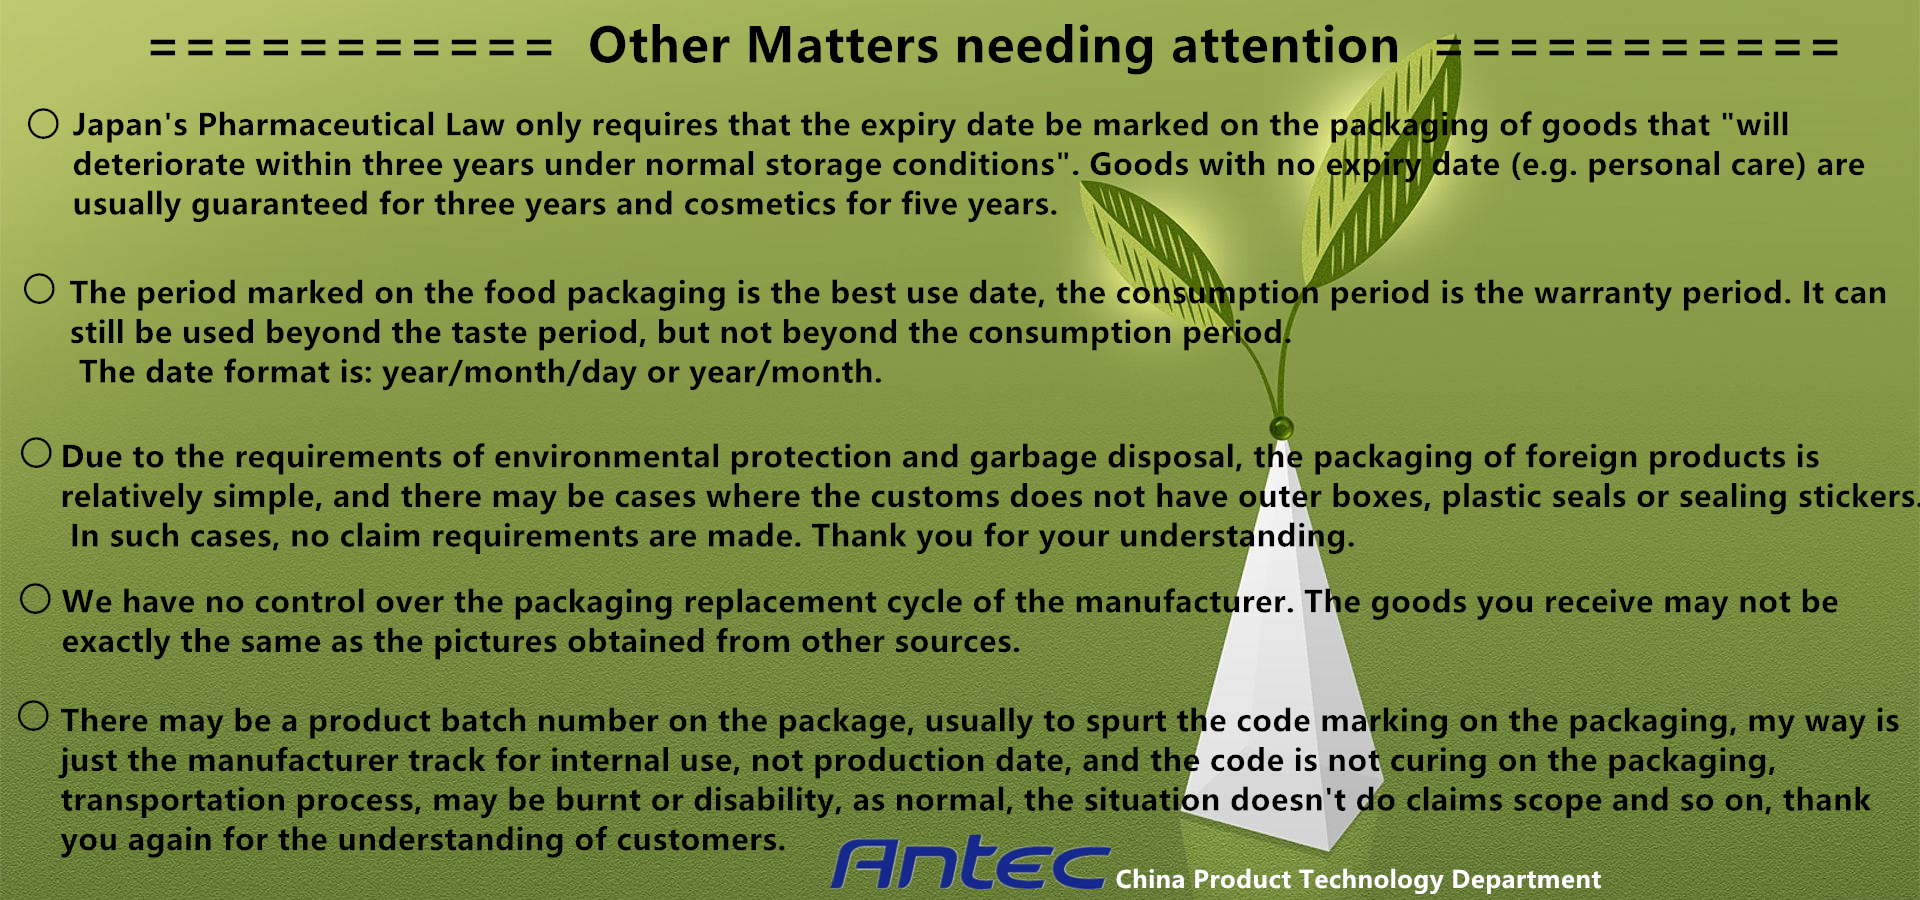 =========== Other Matters needing attention ===========
○ Japan's Pharmaceutical Law only requires that the expiry date be marked on the packaging of goods that "will
deteriorate within three years under normal storage conditions". Goods with no expiry date (e.g. personal care) are
usually guaranteed for three years and cosmetics for five years.
○ The period marked on the food packaging is the best use date, the consumption period is the warranty period. It can
still be used beyond the taste period, but not beyond the consumption period.
The date format is: year/month/day or year/month.
○ Due to the requirements of environmental protection and garbage disposal, the packaging of foreign products is
relatively simple, and there may be cases where the customs does not have outer boxes, plastic seals or sealing stickers.
In such cases, no claim requirements are made. Thank you for your understanding.
○ We have no control over the packaging replacement cycle of the manufacturer. The goods you receive may not be
exactly the same as the pictures obtained from other sources.
○ There may be a product batch number on the package, usually to spurt the code marking on the packaging, my way is
just the manufacturer track for internal use, not production date, and the code is not curing on the packaging,
transportation process, may be burnt or disability, as normal, the situation doesn't do claims scope and so on, thank
you again for the understanding of customers.
Antec China Product Technology Department